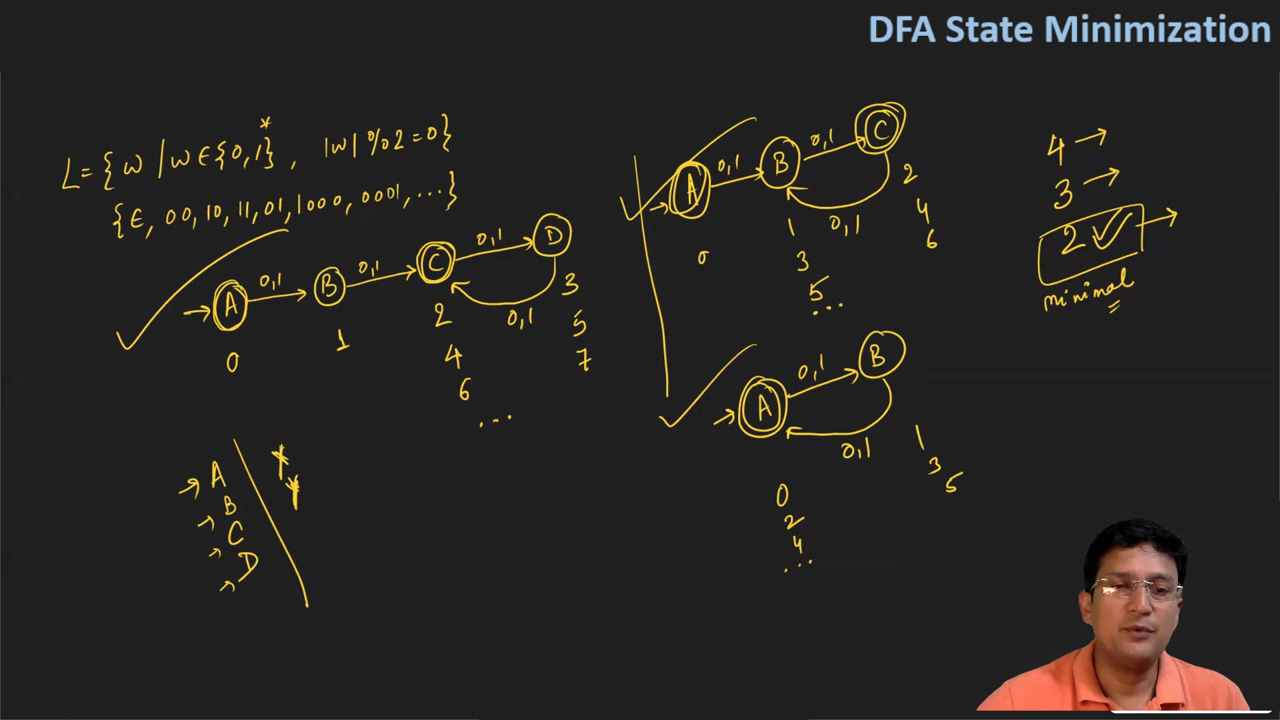 DFA State Minimization
L = { w | w ∈ {0,1}*, |w| % 2 = 0}
{ ϵ, 00, 10, 11, 01, 1000, 0001, ...}
A 0,1 B 0,1 C 0,1 D
0,1
0 1 2 3
4 5
6 7
...
A 0,1 B 0,1 C
0,1
0 1 2
3 4
5 6
...
A 0,1 B
0,1
0 1
2 3
4 5
...
4 →
3 →
2 ✓ →
minimal
→ A
→ B
→ C
→ D